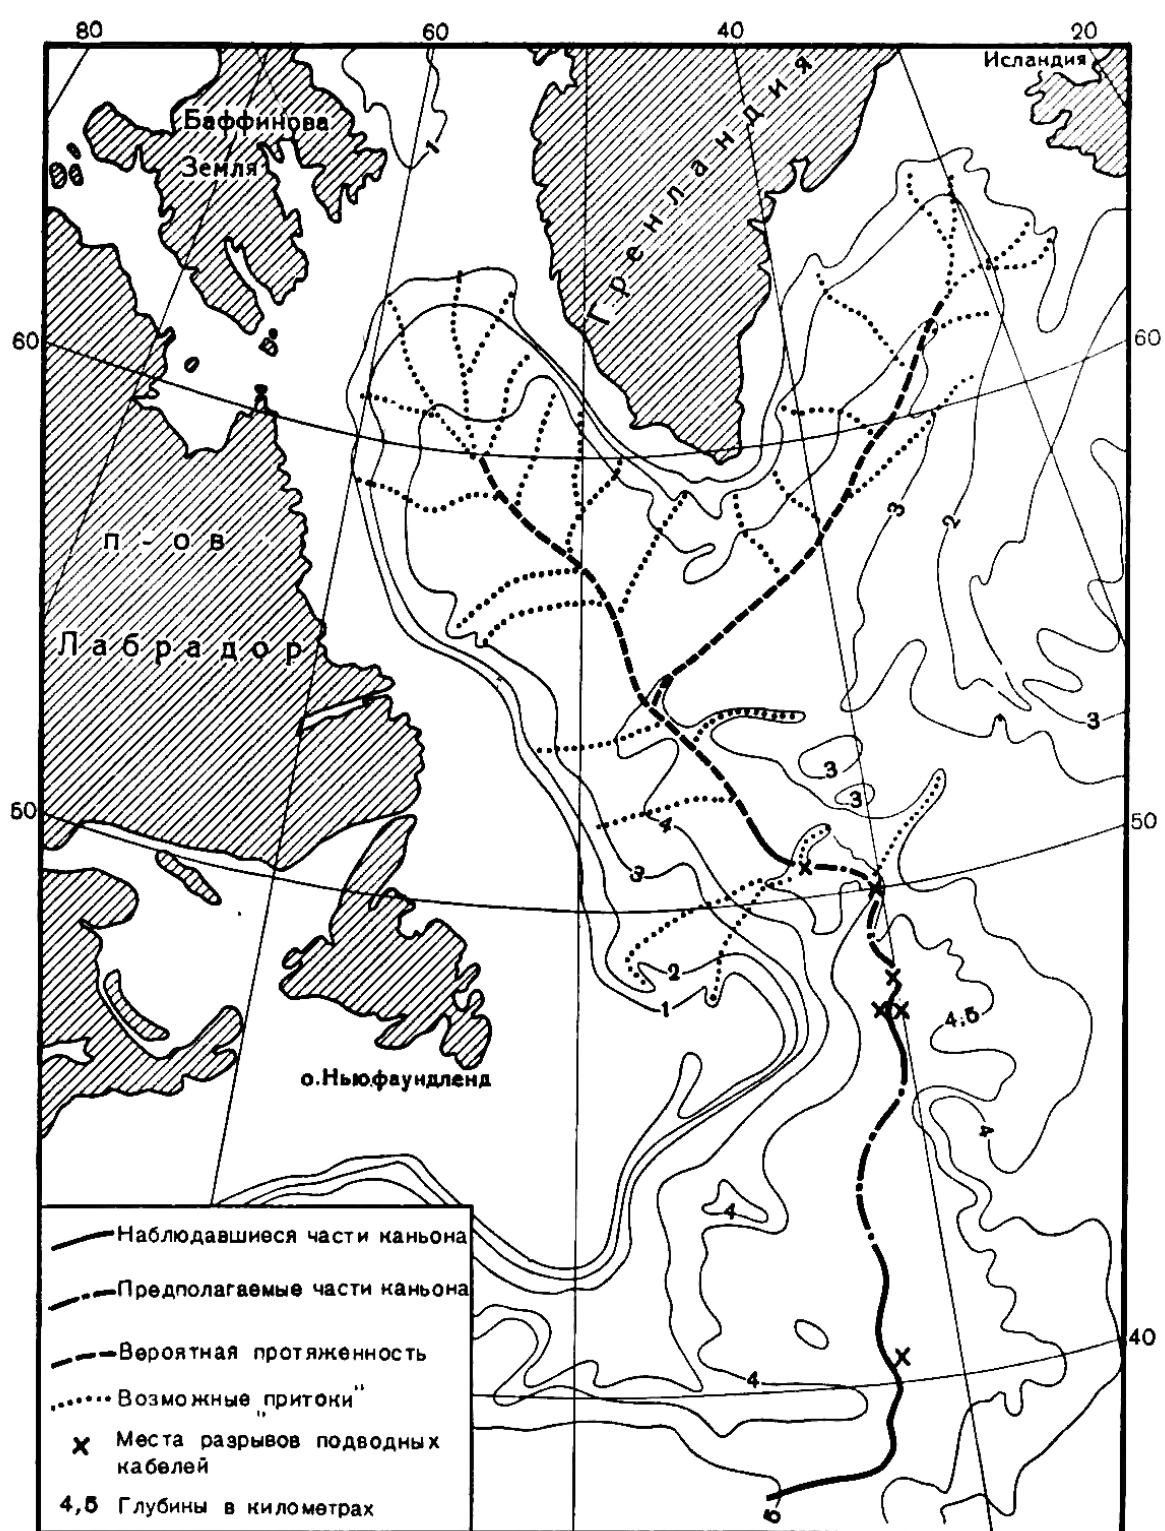 80 60 40 20
Исландия
Баффинова
Земля
Гренландия
1
60 60
п-ов
Лабрадор
3 2
3
3
3
50 50
4
3
2
1
4,5
о.Ньюфаундленд
4
4
40
4
5
Наблюдавшиеся части каньона
Предполагаемые части каньона
Вероятная протяженность
Возможные „притоки"
Места разрывов подводных
кабелей
4,5 Глубины в километрах